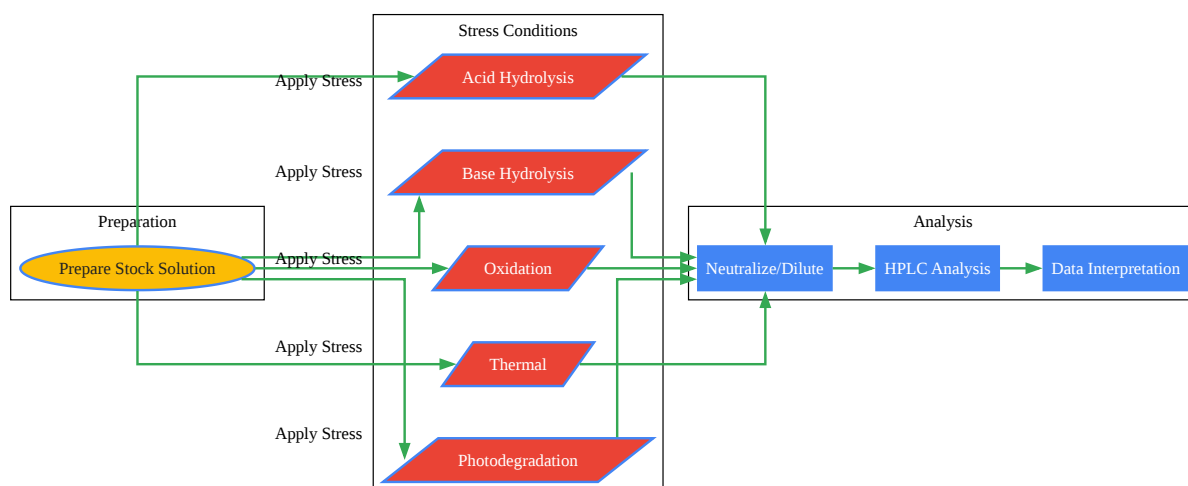 Stress Conditions
Apply Stress
Acid Hydrolysis
Apply Stress
Base Hydrolysis
Preparation
Prepare Stock Solution
Apply Stress
Oxidation
Apply Stress
Thermal
Apply Stress
Photodegradation
Analysis
Neutralize/Dilute
HPLC Analysis
Data Interpretation